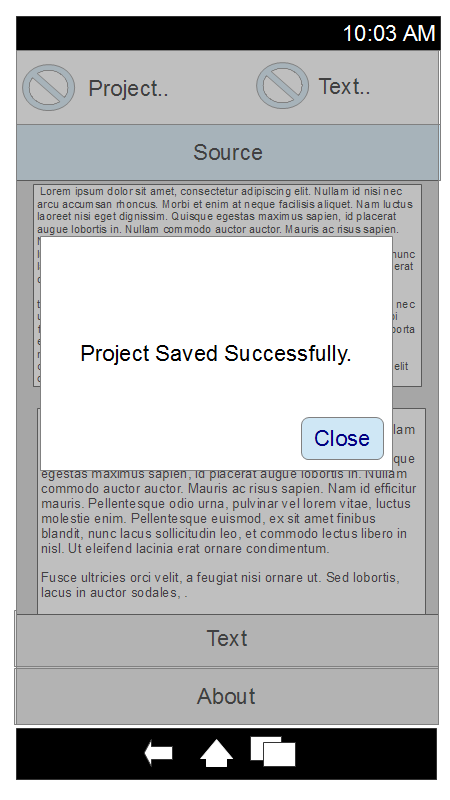 10:03 AM
Project..
Text..
Source
Lorem ipsum dolor sit amet, consectetur adipiscing elit. Nullam id nisi nec
arcu accumsan rhoncus. Morbi et enim at neque facilisis aliquet. Nam luctus
laoreet nisi eget dignissim. Quisque egestas maximus sapien, id placerat
augue lobortis in. Nullam commodo auctor auctor. Mauris ac risus sapien.
nunc
erat
nec
porta
elit
Project Saved Successfully.
Close
egestas maximus sapien, id placerat augue lobortis in. Nullam
commodo auctor auctor. Mauris ac risus sapien. Nam id efficitur
mauris. Pellentesque odio urna, pulvinar vel lorem vitae, luctus
molestie enim. Pellentesque euismod, ex sit amet finibus
blandit, nunc lacus sollicitudin leo, et commodo lectus libero in
nisl. Ut eleifend lacinia erat ornare condimentum.
Fusce ultricies orci velit, a feugiat nisi ornare ut. Sed lobortis,
lacus in auctor sodales, .
Text
About